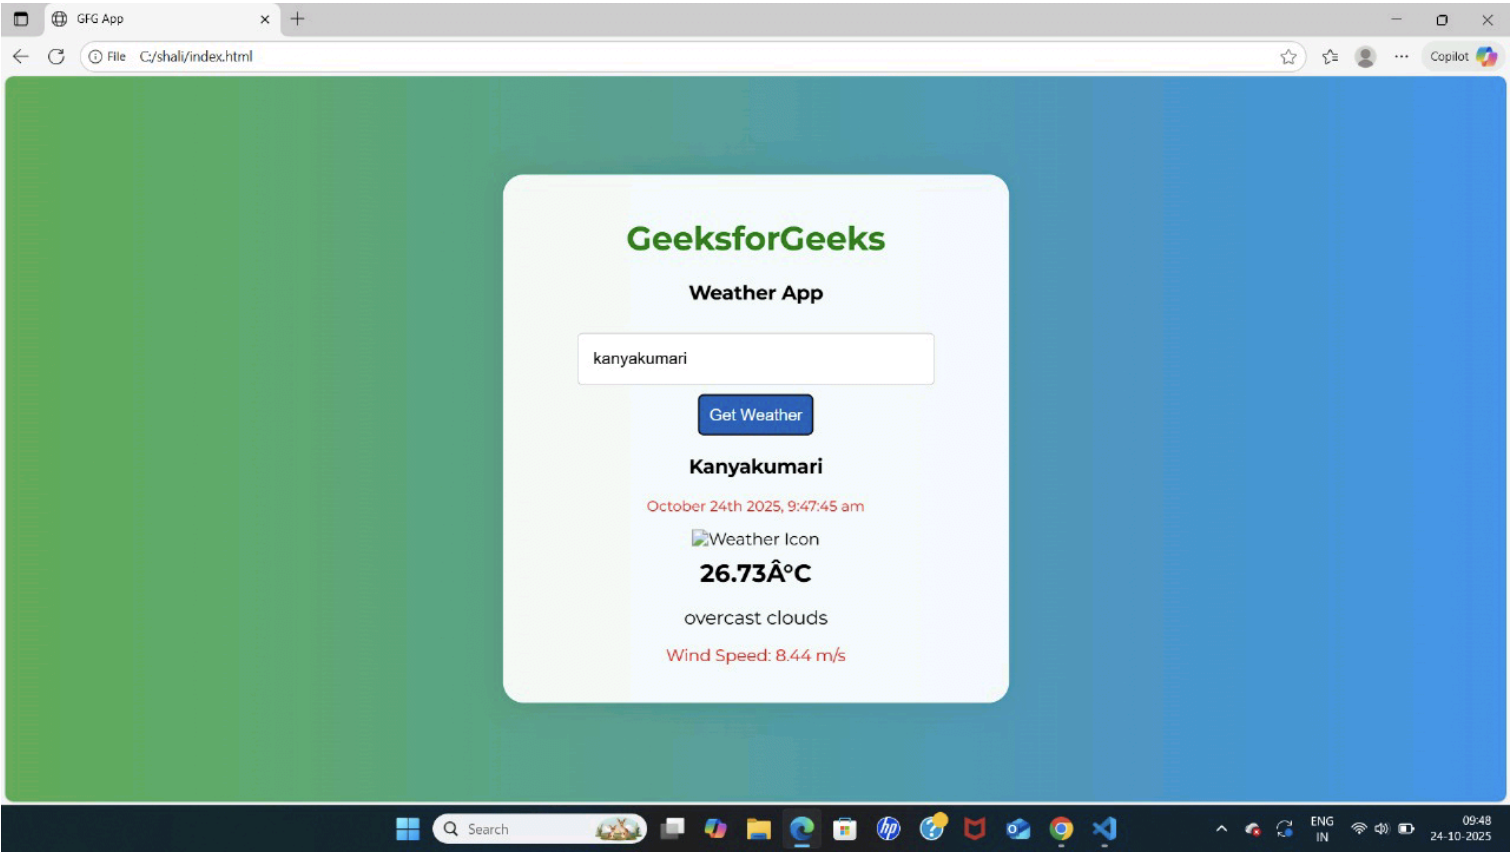 GFG App
File C:/shali/index.html
Copilot
GeeksforGeeks
Weather App
kanyakumari
Get Weather
Kanyakumari
October 24th 2025, 9:47:45 am
Weather Icon
26.73Â°C
overcast clouds
Wind Speed: 8.44 m/s
Search
hp
ENG
IN
09:48
24-10-2025